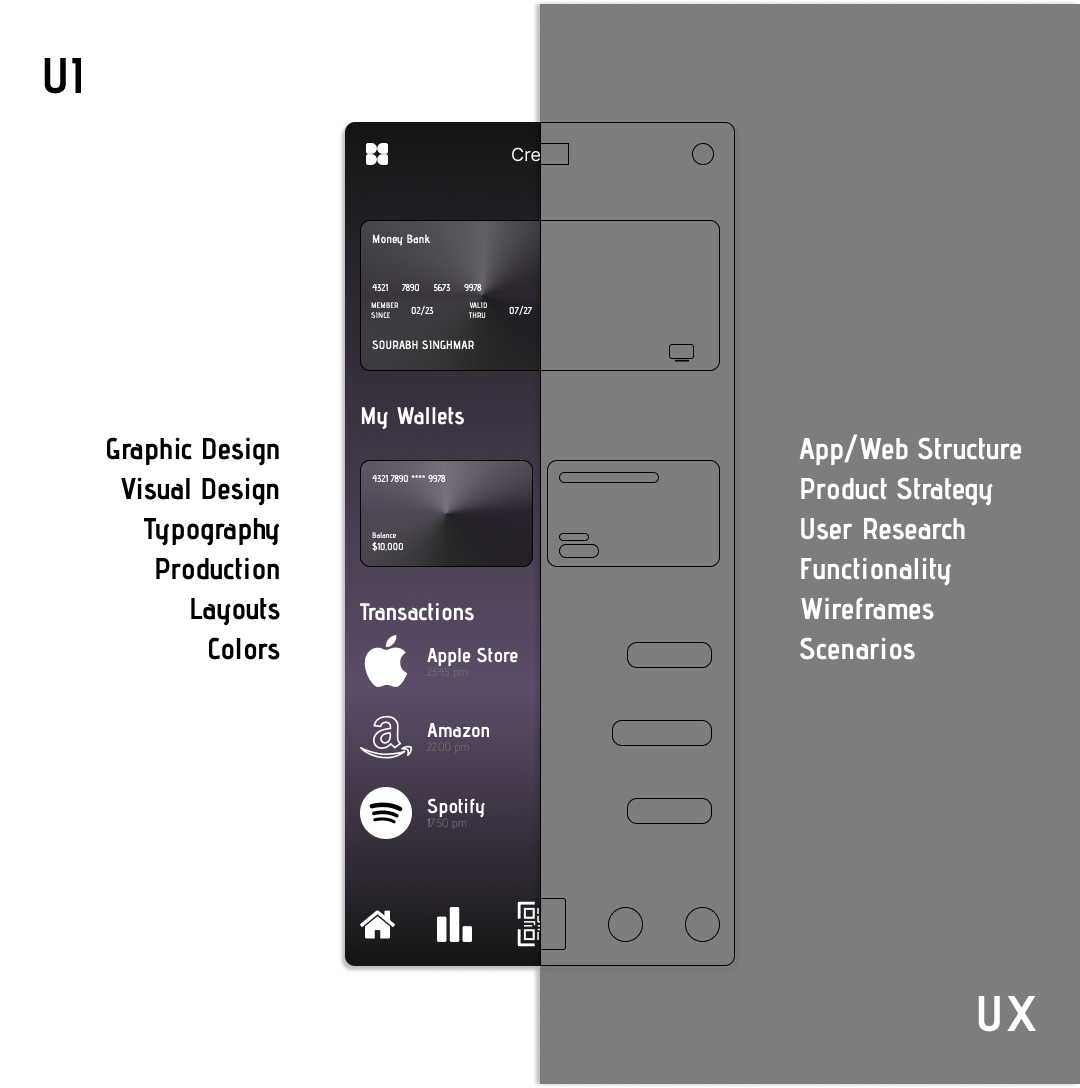 UI
Cre
Money Bank
4321 7890 5673 9978
MEMBER SINCE 02/23 VALID THRU 07/27
SOURABH SINGHMAR
My Wallets
4321 7890 **** 9978
Balance
$10,000
Transactions
Apple Store
23:45 pm
Amazon
22:00 pm
Spotify
17:50 pm
Graphic Design
Visual Design
Typography
Production
Layouts
Colors
App/Web Structure
Product Strategy
User Research
Functionality
Wireframes
Scenarios
UX